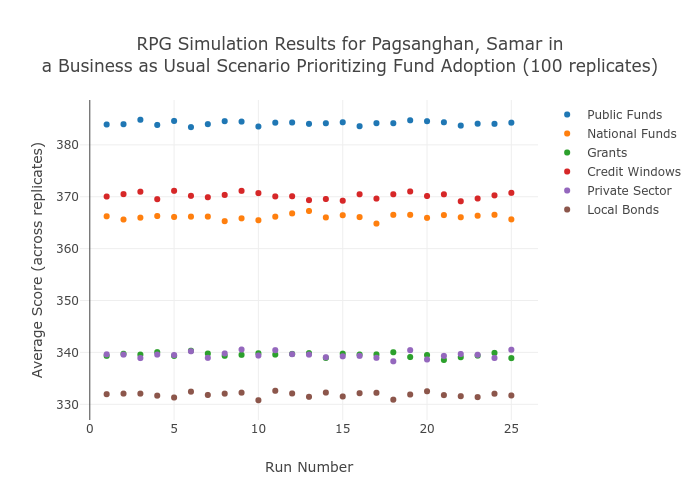 RPG Simulation Results for Pagsanghan, Samar in
a Business as Usual Scenario Prioritizing Fund Adoption (100 replicates)
Public Funds
National Funds
Grants
Credit Windows
Private Sector
Local Bonds
Average Score (across replicates)
380
370
360
350
340
330
0 5 10 15 20 25
Run Number